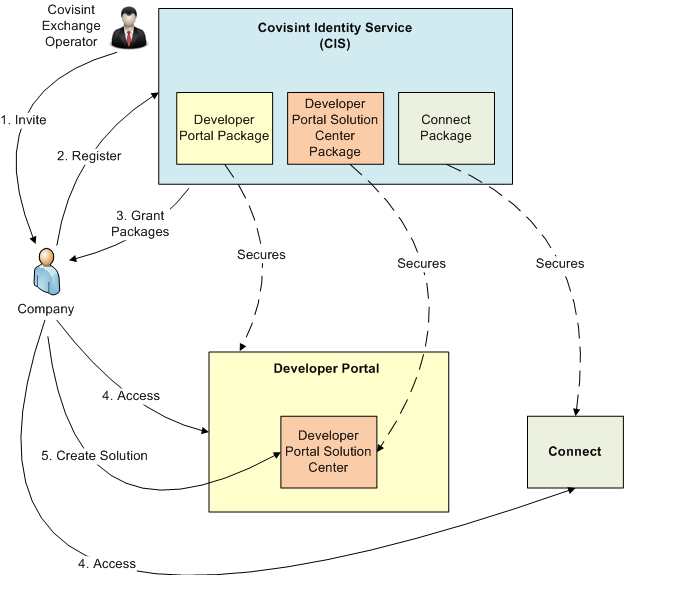 Covisint
Exchange
Operator
Covisint Identity Service
(CIS)
Developer
Portal Package
Developer
Portal Solution
Center
Package
Connect
Package
1. Invite
2. Register
3. Grant
Packages
Secures
Secures
Secures
Company
Developer Portal
4. Access
Developer
Portal Solution
Center
5. Create Solution
Connect
4. Access